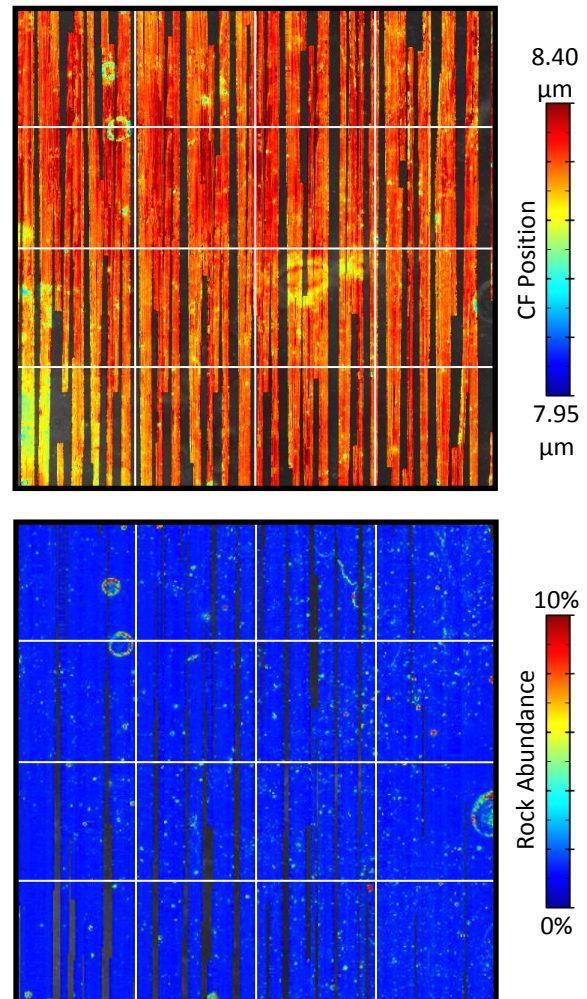 8.40
μm
CF Position
7.95
μm
10%
Rock Abundance
0%